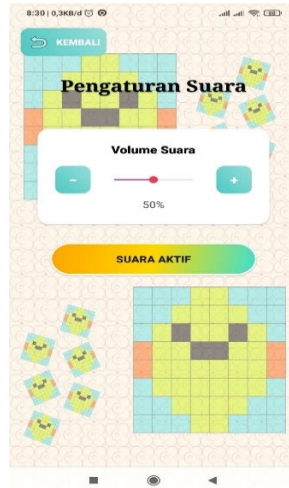 8:30 | 0,3KB/d
KEMBALI
Pengaturan Suara
Volume Suara
-
+
50%
SUARA AKTIF